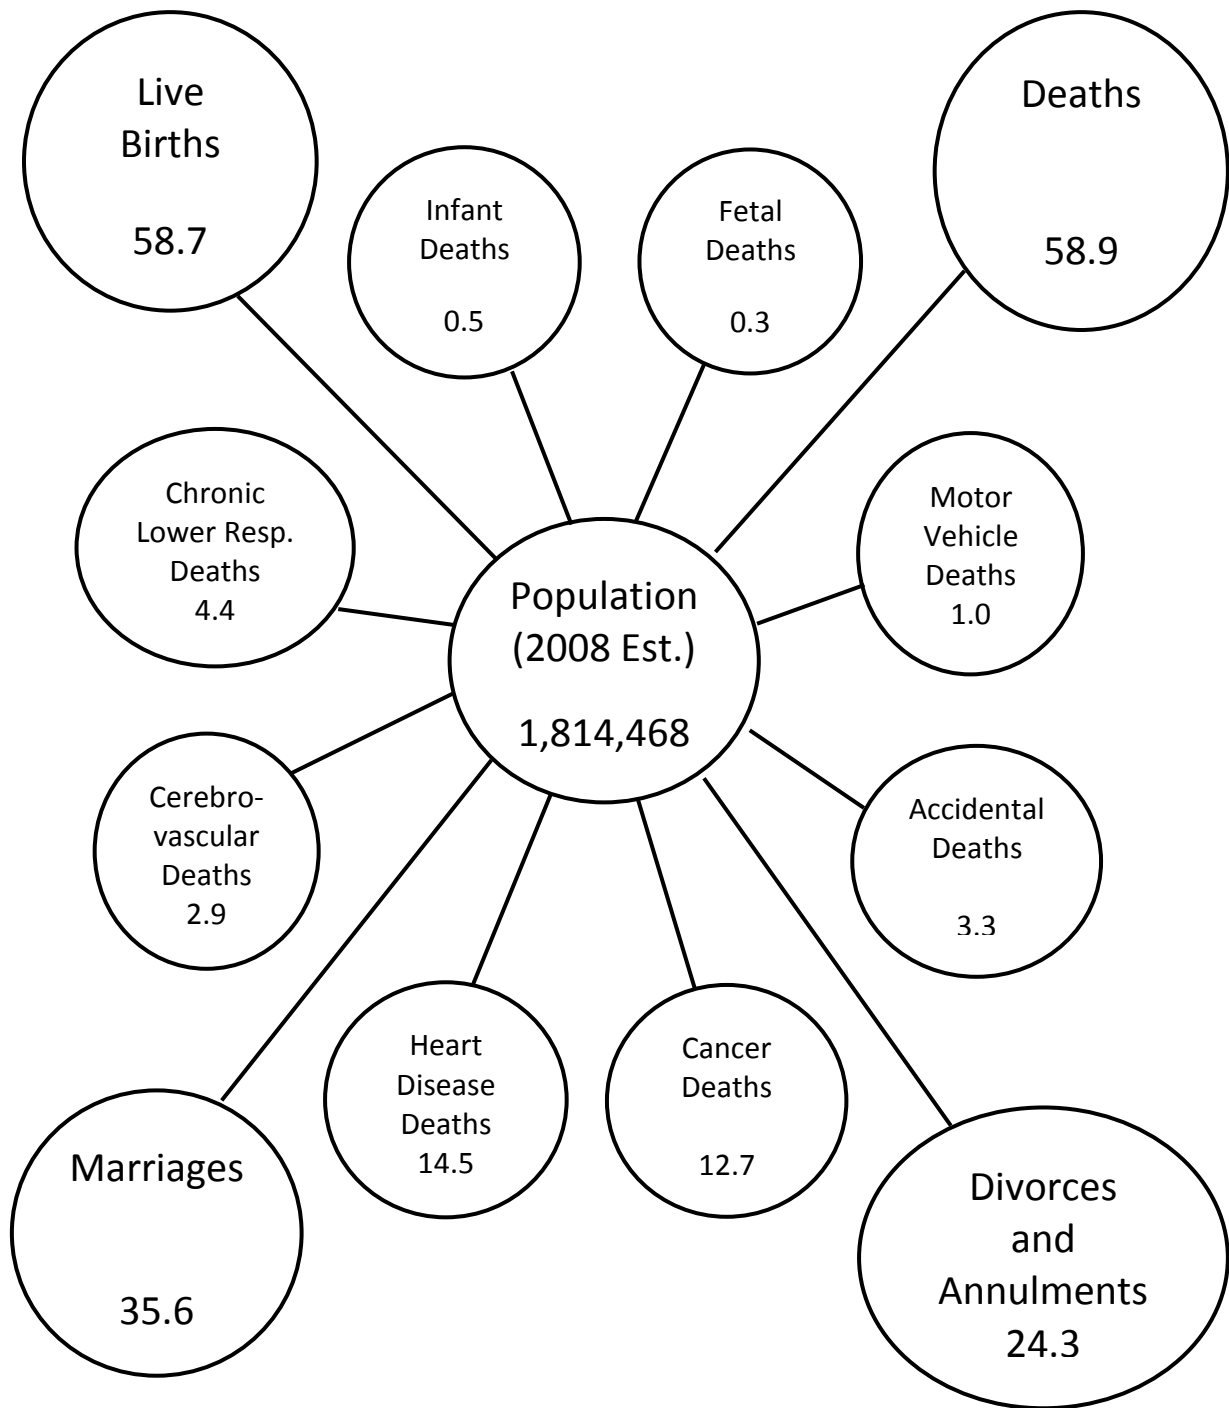 Live
Births
58.7
Deaths
58.9
Infant
Deaths
0.5
Fetal
Deaths
0.3
Chronic
Lower Resp.
Deaths
4.4
Motor
Vehicle
Deaths
1.0
Population
(2008 Est.)
1,814,468
Cerebro-
vascular
Deaths
2.9
Accidental
Deaths
3.3
Heart
Disease
Deaths
14.5
Cancer
Deaths
12.7
Marriages
35.6
Divorces
and
Annulments
24.3